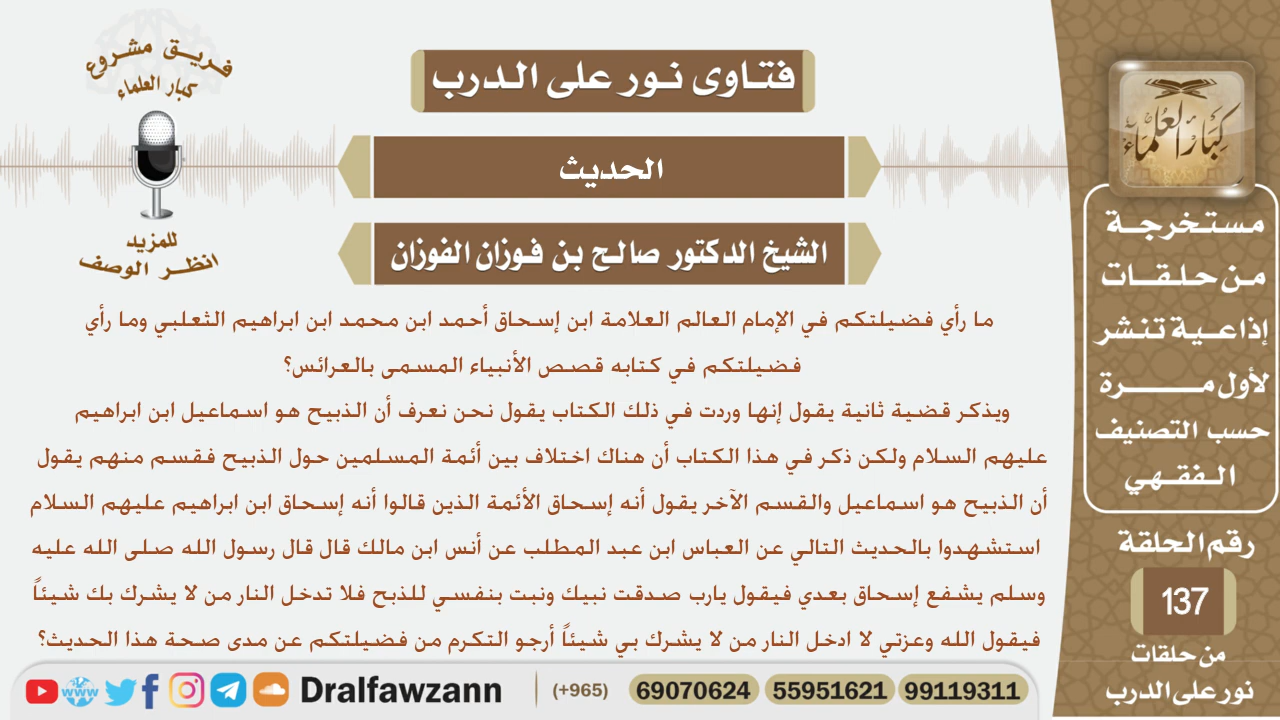 فريق مشروع
كبار العلماء
للمزيد
انظر الوصف
فتاوى نور على الدرب
الحديث
الشيخ الدكتور صالح بن فوزان الفوزان
ما رأي فضيلتكم في الإمام العالم العلامة ابن إسحاق أحمد ابن محمد ابن ابراهيم الثعلبي وما رأي
فضيلتكم في كتابه قصص الأنبياء المسمى بالعرائس؟
ويذكر قضية ثانية يقول إنها وردت في ذلك الكتاب يقول نحن نعرف أن الذبيح هو اسماعيل ابن ابراهيم
عليهم السلام ولكن ذكر في هذا الكتاب أن هناك اختلاف بين أئمة المسلمين حول الذبيح فقسم منهم يقول
أن الذبيح هو اسماعيل والقسم الآخر يقول أنه إسحاق الأئمة الذين قالوا أنه إسحاق ابن ابراهيم عليهم السلام
استشهدوا بالحديث التالي عن العباس ابن عبد المطلب عن أنس ابن مالك قال قال رسول الله صلى الله عليه
وسلم يشفع إسحاق بعدي فيقول يارب صدقت نبيك ونبت بنفسي للذبح فلا تدخل النار من لا يشرك بك شيئاً
فيقول الله وعزتي لا ادخل النار من لا يشرك بي شيئاً أرجو التكرم من فضيلتكم عن مدى صحة هذا الحديث؟
كبار العلماء
مستخرجة
من حلقات
إذاعية تنشر
لأول مرة
حسب التصنيف
الفقهي
رقم الحلقة
137
من حلقات
نور على الدرب
www Dralfawzann (+965) 69070624 55951621 99119311